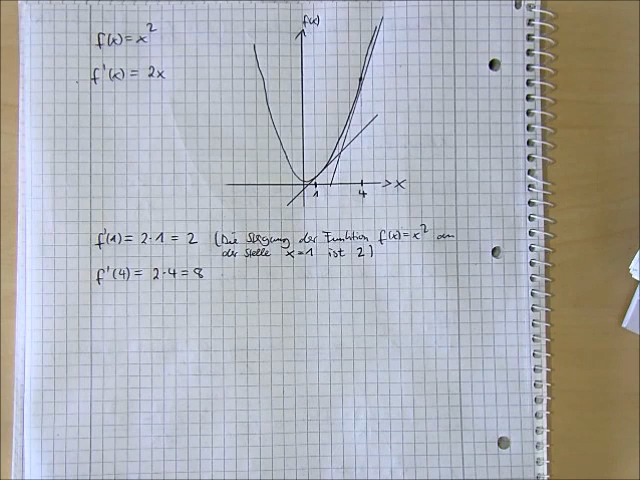 f(x) = x²
f'(x) = 2x
f(x)
x
1
4
f'(1) = 2·1 = 2 (Die Steigung der Funktion f(x) = x² an
der Stelle x=1 ist 2)
f'(4) = 2·4 = 8